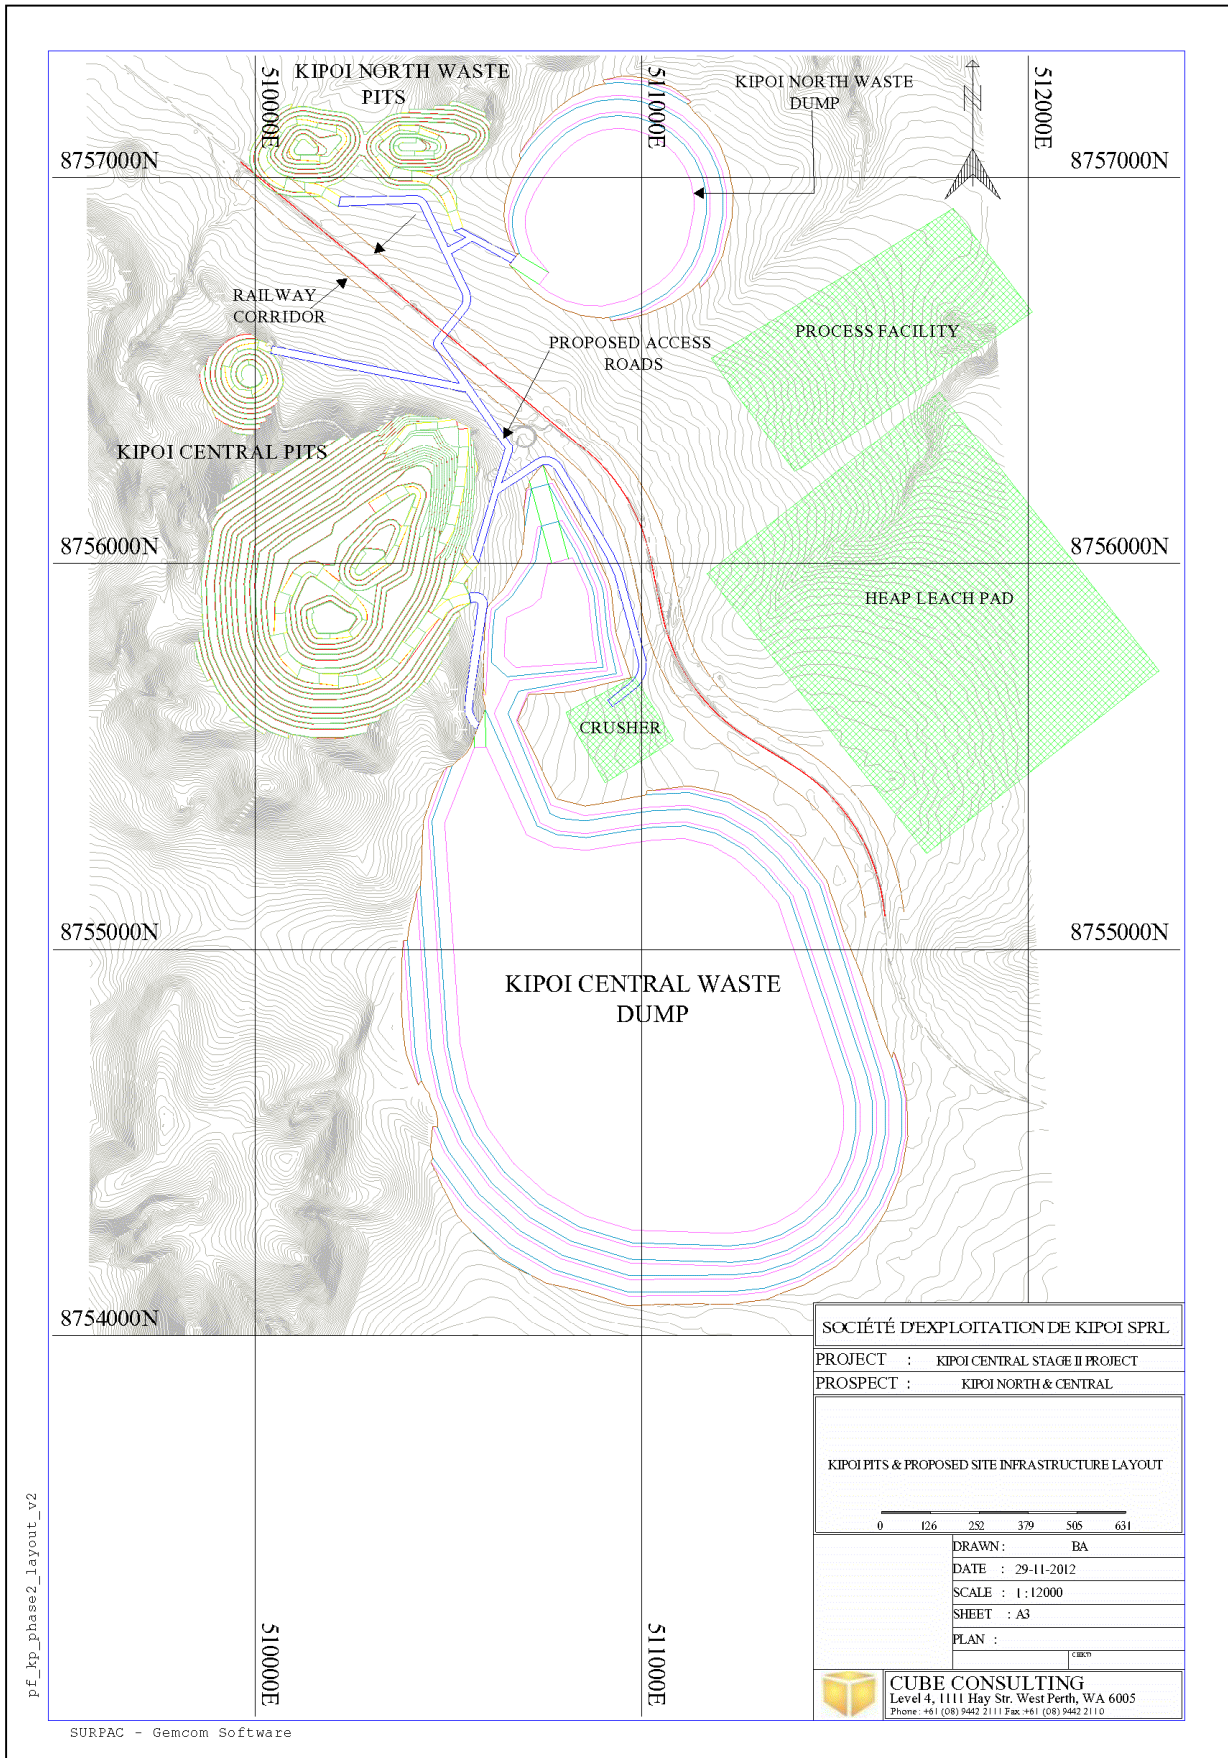 KIPOI NORTH WASTE
PITS
510000E
511000E
512000E
KIPOI NORTH WASTE
DUMP
8757000N
8757000N
RAILWAY
CORRIDOR
PROPOSED ACCESS
ROADS
PROCESS FACILITY
KIPOI CENTRAL PITS
8756000N
8756000N
HEAP LEACH PAD
CRUSHER
8755000N
8755000N
KIPOI CENTRAL WASTE
DUMP
8754000N
SOCIÉTÉ D'EXPLOITATION DE KIPOI SPRL
PROJECT : KIPOI CENTRAL STAGE II PROJECT
PROSPECT : KIPOI NORTH & CENTRAL
KIPOI PITS & PROPOSED SITE INFRASTRUCTURE LAYOUT
0 126 252 379 505 631
DRAWN : BA
DATE : 29-11-2012
SCALE : 1 : 12000
SHEET : A3
PLAN :
510000E
511000E
CUBE CONSULTING
Level 4, 1111 Hay Str. West Perth, WA 6005
Phone : +61 (08) 9442 2111 Fax :+61 (08) 9442 2110
pf_kp_phase2_layout_v2
SURPAC - Gemcom Software